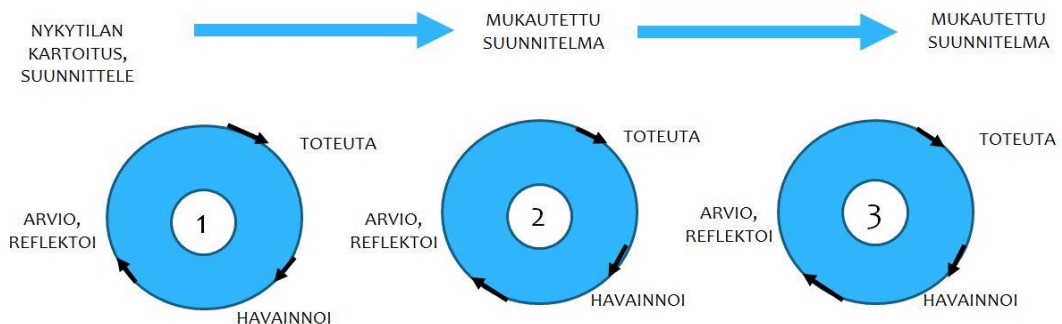 NYKYTILAN
KARTOITUS,
SUUNNITTELE
MUKAUTETTU
SUUNNITELMA
MUKAUTETTU
SUUNNITELMA
TOTEUTA
ARVIO,
REFLEKTOI
1
HAVAINNOI
TOTEUTA
ARVIO,
REFLEKTOI
2
HAVAINNOI
TOTEUTA
ARVIO,
REFLEKTOI
3
HAVAINNOI